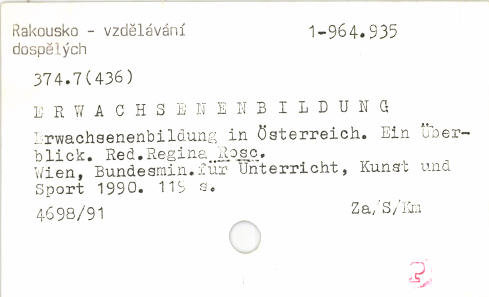 Rakousko - vzdělávání
dospělých
1-964.935
374.7(436)
ERWACHSENENBILDUNG
Erwachsenenbildung in Österreich. Ein Über-
blick. Red.Regina Rosc.
Wien, Bundesmin.für Unterricht, Kunst und
Sport 1990. 119 s.
4698/91
Za/S/Km